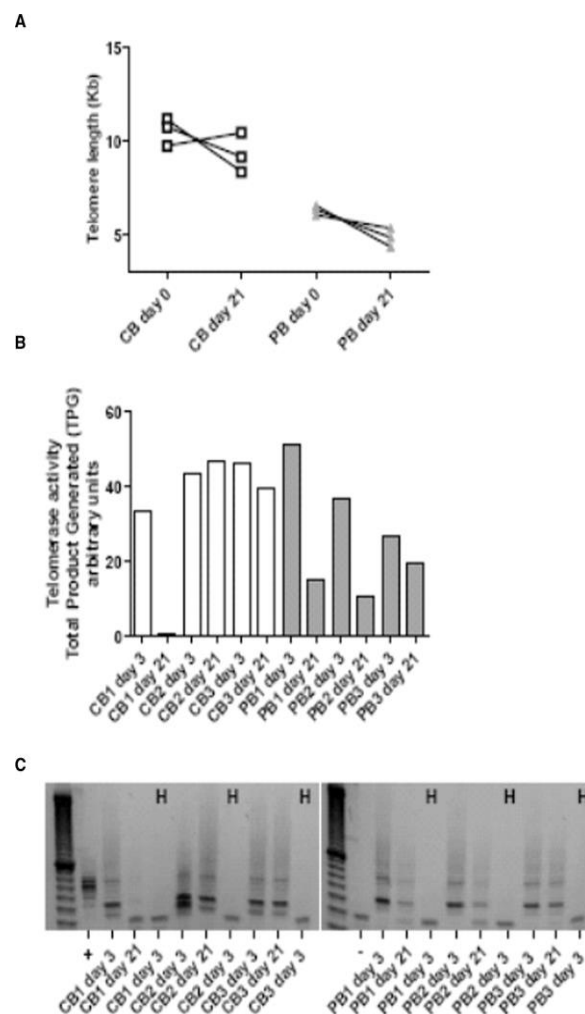 A
Telomere length (Kb)
15
10
5
CB day 0
CB day 21
PB day 0
PB day 21
B
Telomerase activity
Total Product Generated (TPG)
arbitrary units
60
40
20
0
CB1 day 3
CB1 day 21
CB2 day 3
CB2 day 21
CB3 day 3
CB3 day 21
PB1 day 3
PB1 day 21
PB2 day 3
PB2 day 21
PB3 day 3
PB3 day 21
C
H H H H H H
+
CB1 day 3
CB1 day 21
CB1 day 3
CB2 day 3
CB2 day 21
CB2 day 3
CB3 day 3
CB3 day 21
CB3 day 3
-
PB1 day 3
PB1 day 21
PB1 day 3
PB2 day 3
PB2 day 21
PB2 day 3
PB3 day 3
PB3 day 21
PB3 day 3